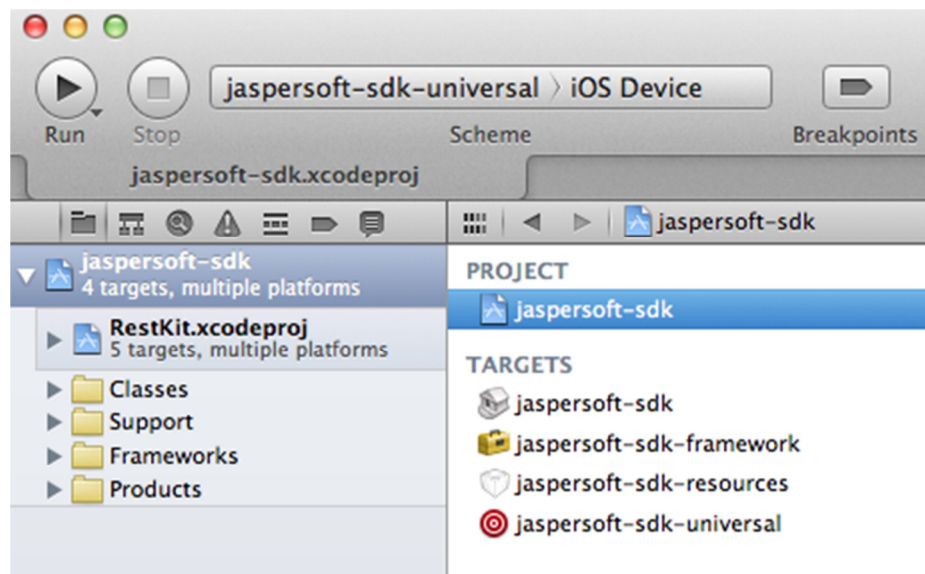 jaspersoft-sdk-universal iOS Device
Run Stop Scheme Breakpoints
jaspersoft-sdk.xcodeproj
jaspersoft-sdk
jaspersoft-sdk
4 targets, multiple platforms
RestKit.xcodeproj
5 targets, multiple platforms
Classes
Support
Frameworks
Products
PROJECT
jaspersoft-sdk
TARGETS
jaspersoft-sdk
jaspersoft-sdk-framework
jaspersoft-sdk-resources
jaspersoft-sdk-universal